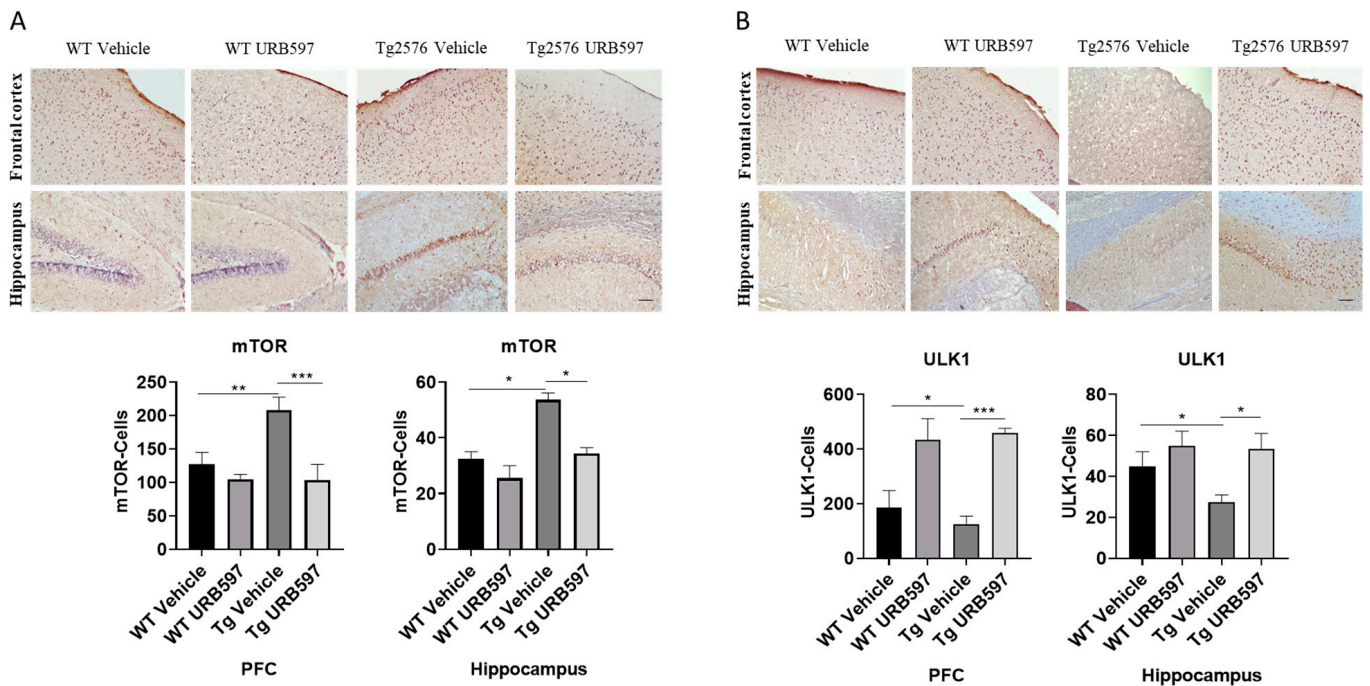 A
WT Vehicle
WT URB597
Tg2576 Vehicle
Tg2576 URB597
Frontal cortex
Hippocampus
mTOR
mTOR-Cells
250
200
150
100
50
0
**
***
WT Vehicle
WT URB597
Tg Vehicle
Tg URB597
PFC
mTOR
mTOR-Cells
60
40
20
0
*
*
WT Vehicle
WT URB597
Tg Vehicle
Tg URB597
Hippocampus
B
WT Vehicle
WT URB597
Tg2576 Vehicle
Tg2576 URB597
Frontal cortex
Hippocampus
ULK1
ULK1-Cells
600
400
200
0
*
***
WT Vehicle
WT URB597
Tg Vehicle
Tg URB597
PFC
ULK1
ULK1-Cells
80
60
40
20
0
*
*
WT Vehicle
WT URB597
Tg Vehicle
Tg URB597
Hippocampus